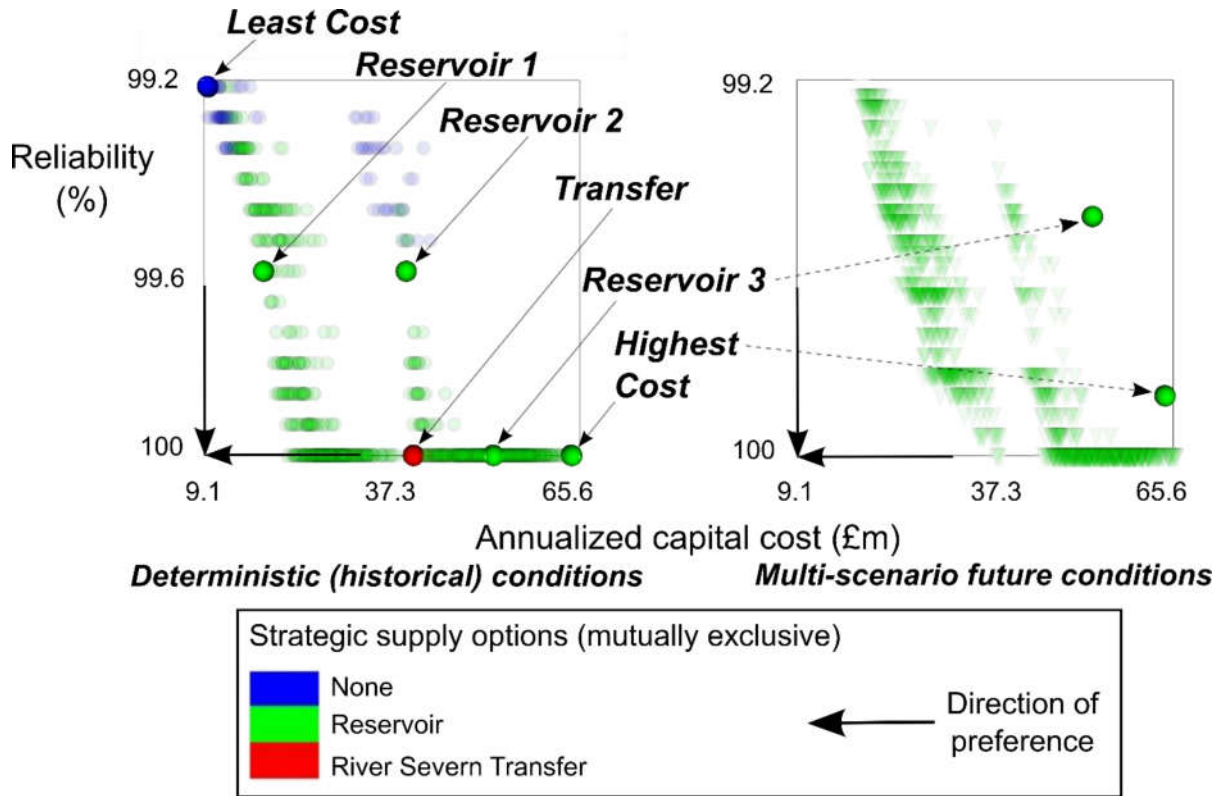 Least Cost
Reservoir 1
Reservoir 2
Transfer
Reservoir 3
Highest
Cost
Reliability
(%)
99.2
99.6
100
9.1
37.3
65.6
99.2
99.6
100
9.1
37.3
65.6
Annualized capital cost (£m)
Deterministic (historical) conditions
Multi-scenario future conditions
Strategic supply options (mutually exclusive)
None
Reservoir
River Severn Transfer
Direction of
preference